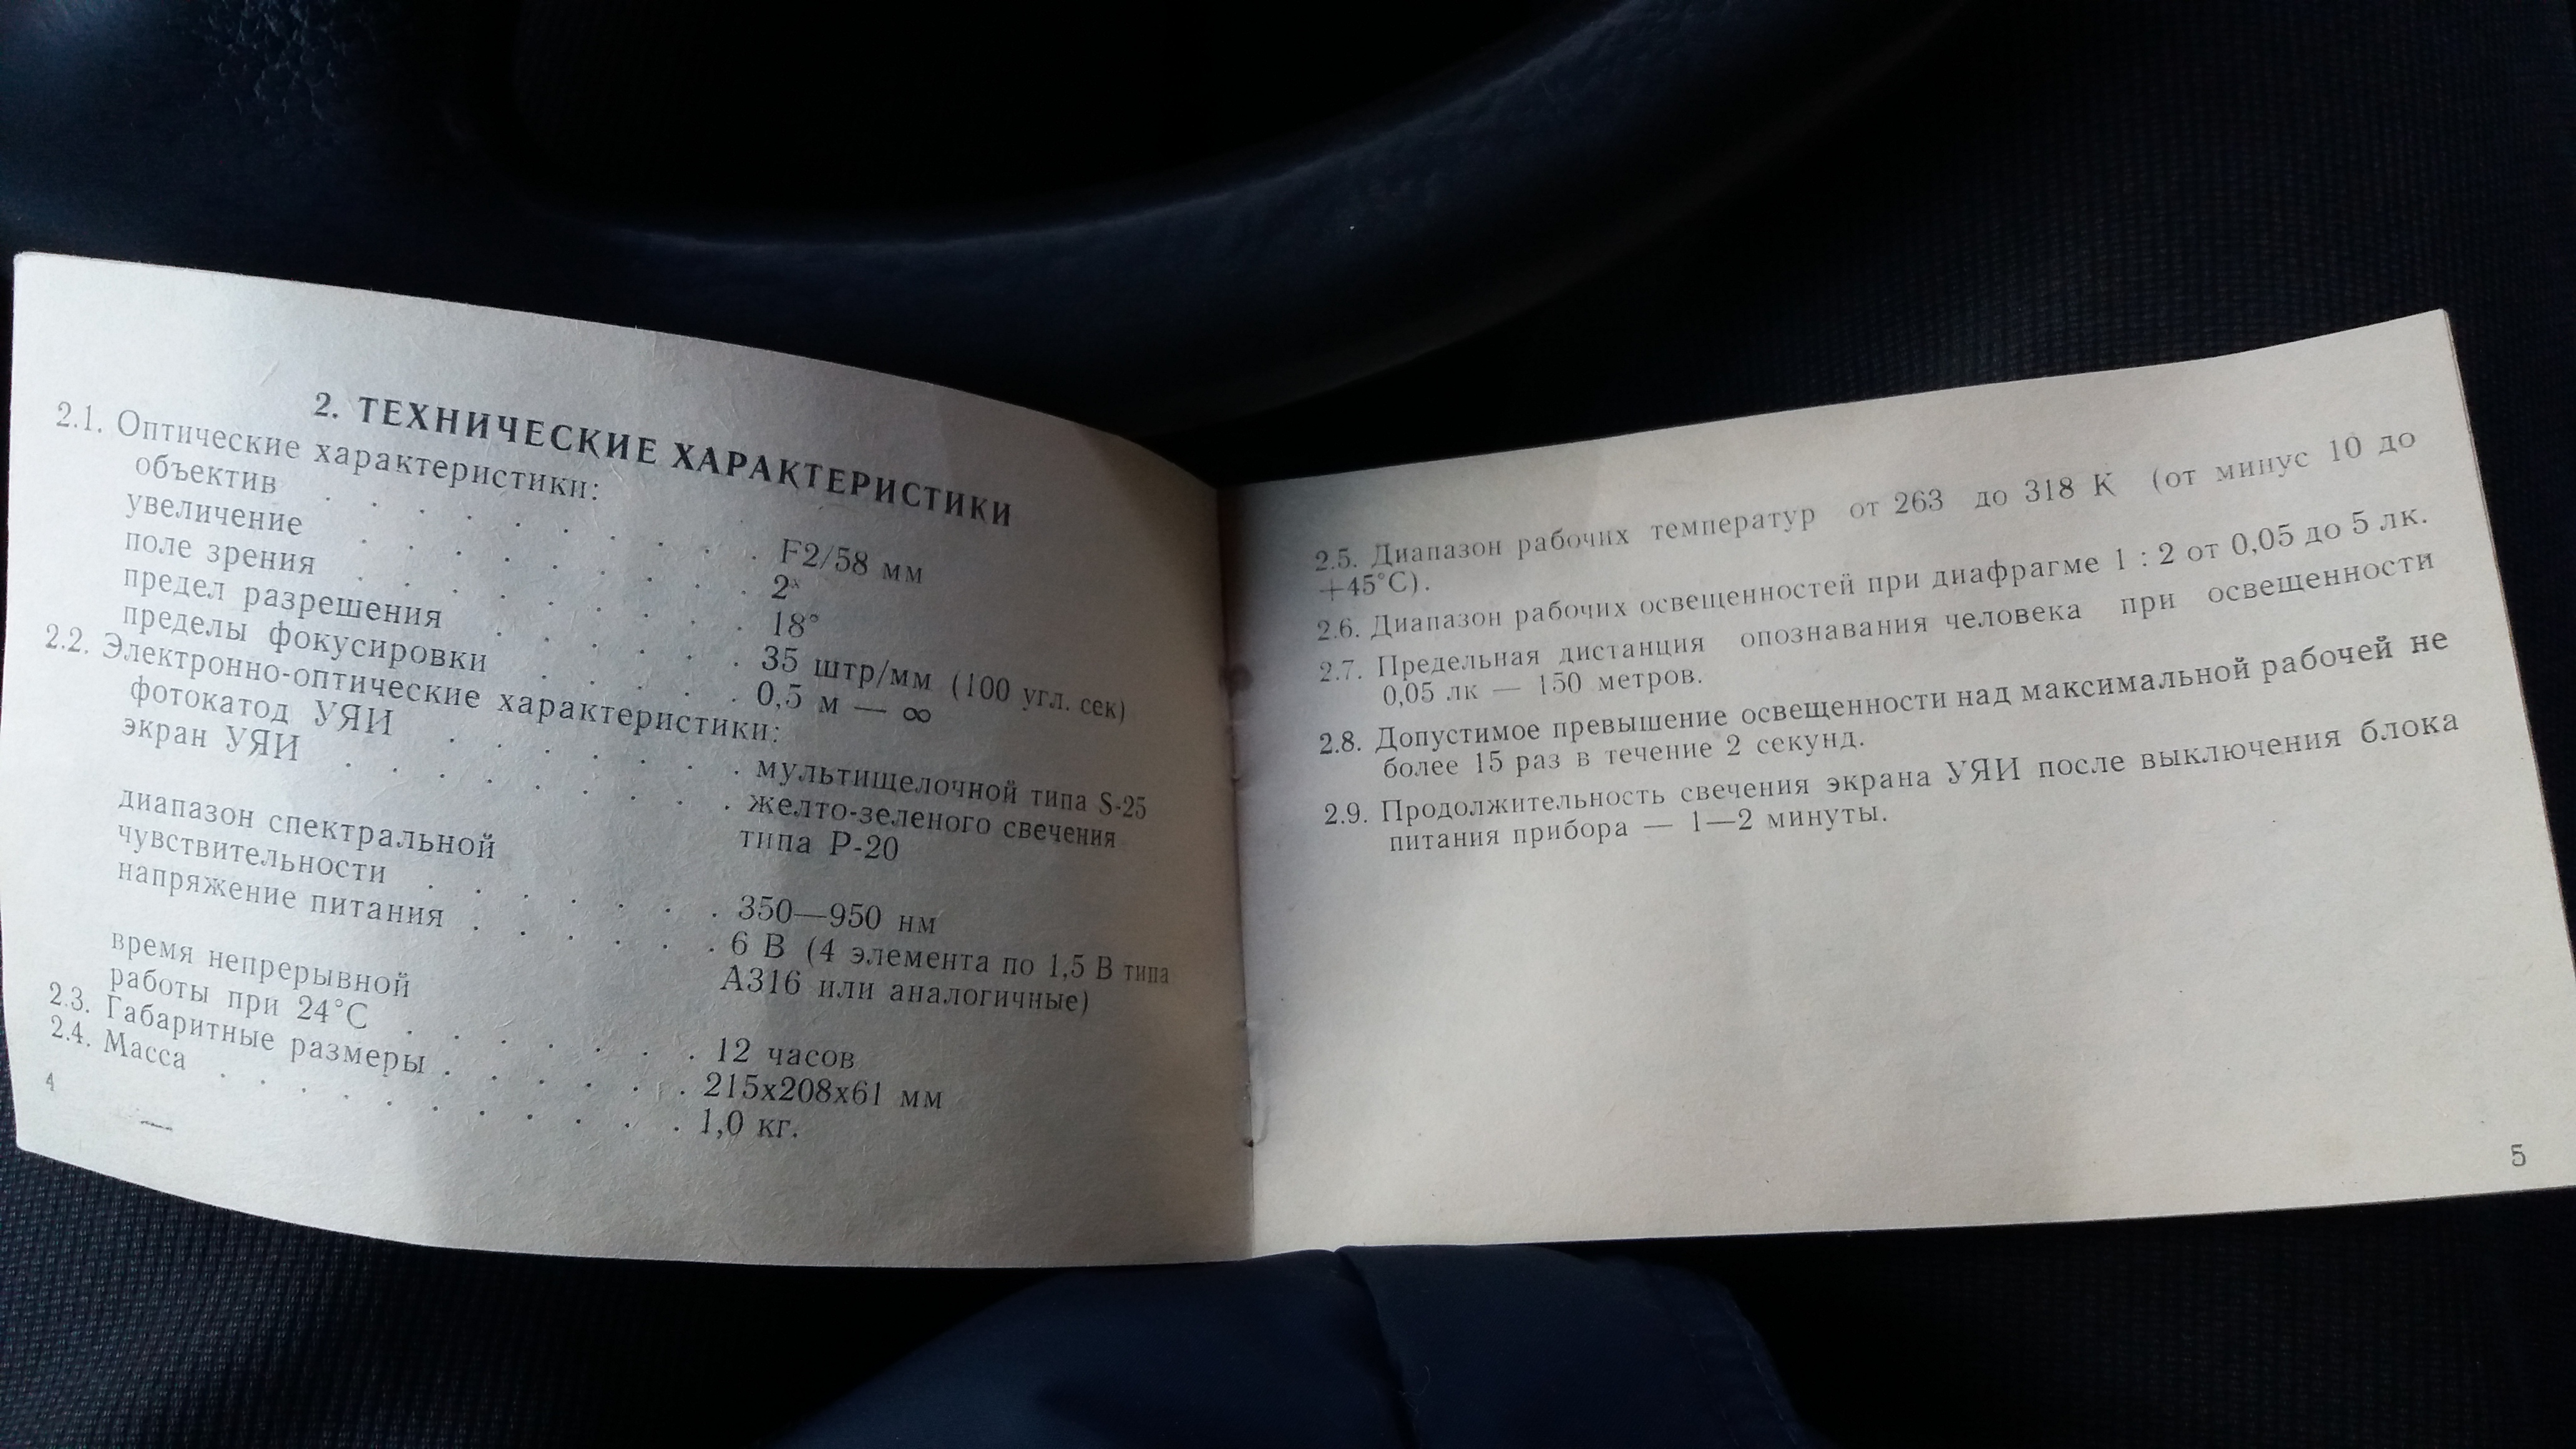 2. ТЕХНИЧЕСКИЕ ХАРАКТЕРИСТИКИ
2.1. Оптические характеристики:
объектив . . . . . . . . . F2/58 мм
увеличение . . . . . . . . . 2ˣ
поле зрения . . . . . . . . . 18°
предел разрешения . . . . . . 35 штр/мм (100 угл. сек)
пределы фокусировки . . . . . 0,5 м — ∞
2.2. Электронно-оптические характеристики:
фотокатод УЯИ . . . . . . . мультищелочной типа S-25
экран УЯИ . . . . . . . . . желто-зеленого свечения
типа Р-20
диапазон спектральной
чувствительности . . . . . . . 350—950 нм
напряжение питания . . . . . . 6 В (4 элемента по 1,5 В типа
А316 или аналогичные)
время непрерывной
работы при 24°С . . . . . . . 12 часов
2.3. Габаритные размеры . . . . . . 215х208х61 мм
2.4. Масса . . . . . . . . . . . . 1,0 кг.
4
2.5. Диапазон рабочих температур от 263 до 318 К (от минус 10 до
+45°С).
2.6. Диапазон рабочих освещенностей при диафрагме 1 : 2 от 0,05 до 5 лк.
2.7. Предельная дистанция опознавания человека при освещенности
0,05 лк — 150 метров.
2.8. Допустимое превышение освещенности над максимальной рабочей не
более 15 раз в течение 2 секунд.
2.9. Продолжительность свечения экрана УЯИ после выключения блока
питания прибора — 1—2 минуты.
5